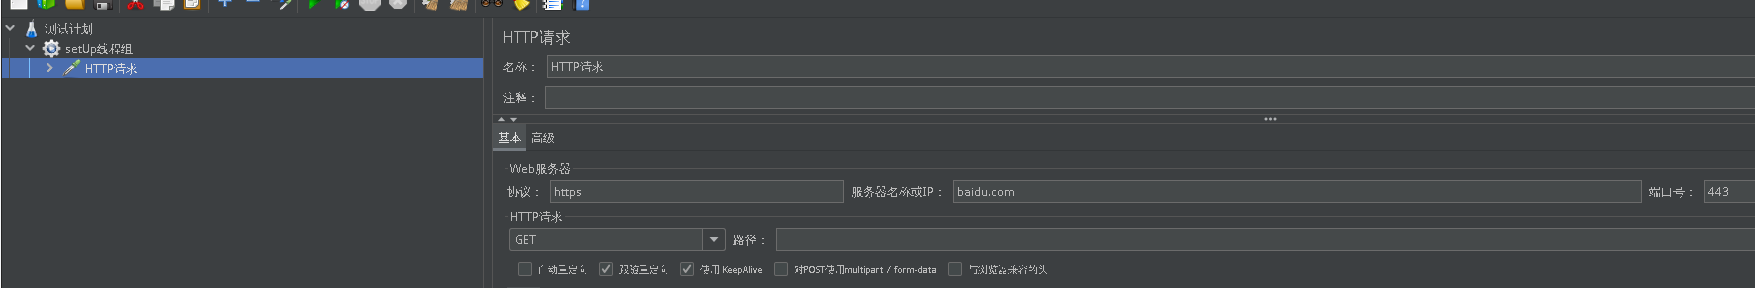 测试计划
setUp线程组
HTTP请求
HTTP请求
名称：
HTTP请求
注释：
基本 高级
Web服务器
协议： https 服务器名称或IP： baidu.com 端口号： 443
HTTP请求
GET 路径：
自动重定向 跟随重定向 使用 KeepAlive 对POST使用multipart / form-data 与浏览器兼容的头